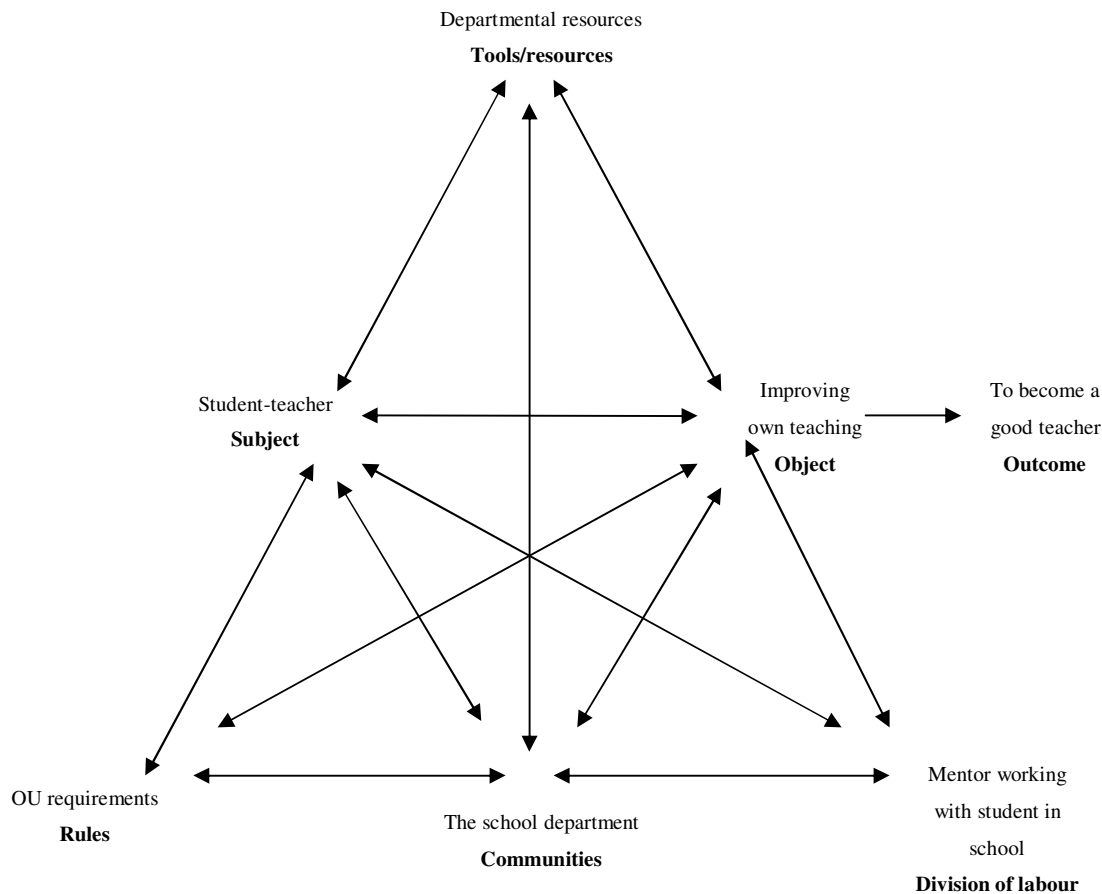 Departmental resources
Tools/resources
Student-teacher
Subject
Improving
own teaching
Object
To become a
good teacher
Outcome
OU requirements
Rules
The school department
Communities
Mentor working
with student in
school
Division of labour